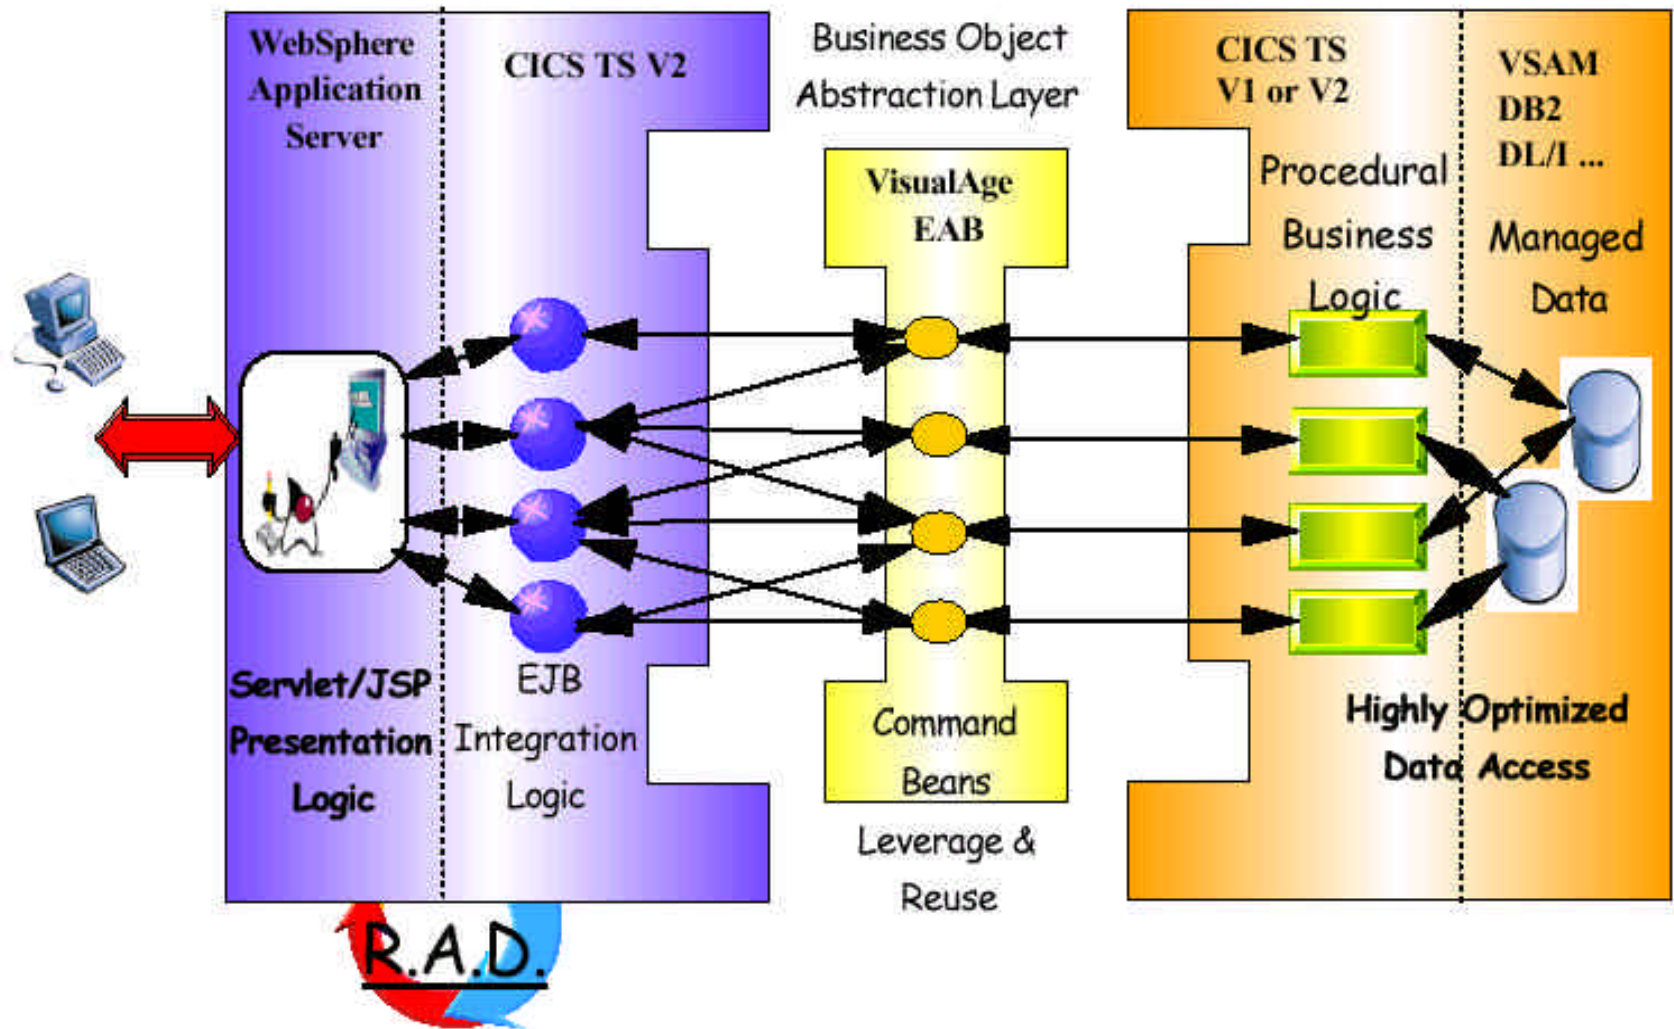 WebSphere
Application
Server
CICS TS V2
Business Object
Abstraction Layer
CICS TS
V1 or V2
VSAM
DB2
DL/I ...
VisualAge
EAB
Procedural
Business
Logic
Managed
Data
Servlet/JSP
Presentation
Logic
EJB
Integration
Logic
Command
Beans
Leverage &
Reuse
Highly Optimized
Data Access
R.A.D.